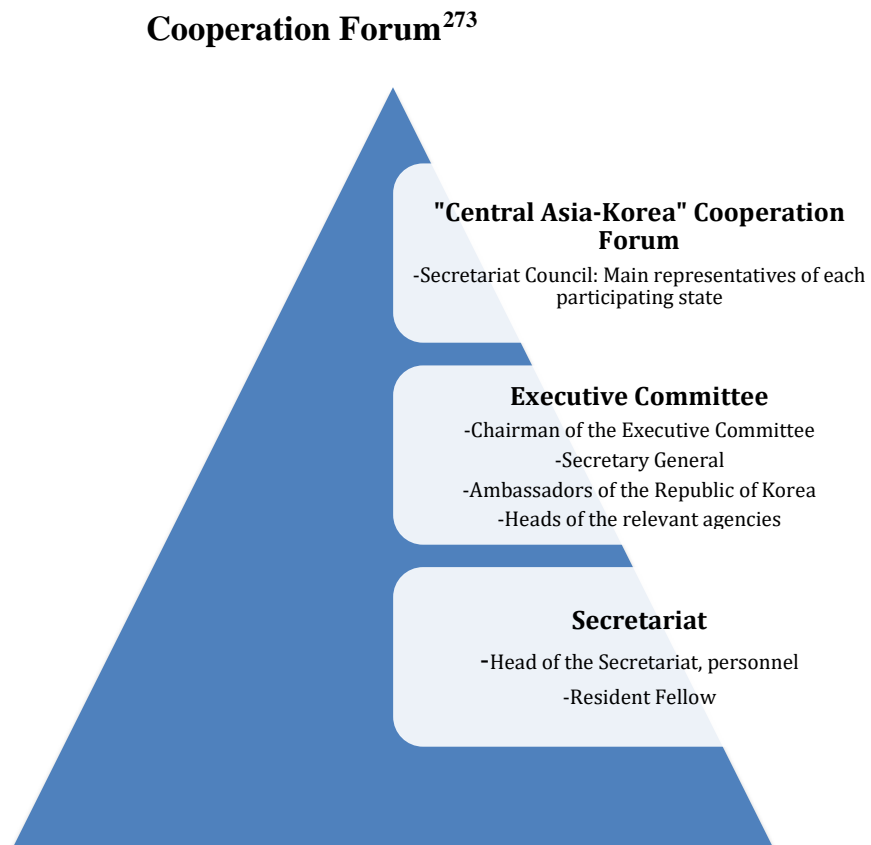 Cooperation Forum273
"Central Asia-Korea" Cooperation
Forum
-Secretariat Council: Main representatives of each
participating state
Executive Committee
-Chairman of the Executive Committee
-Secretary General
-Ambassadors of the Republic of Korea
-Heads of the relevant agencies
Secretariat
-Head of the Secretariat, personnel
-Resident Fellow